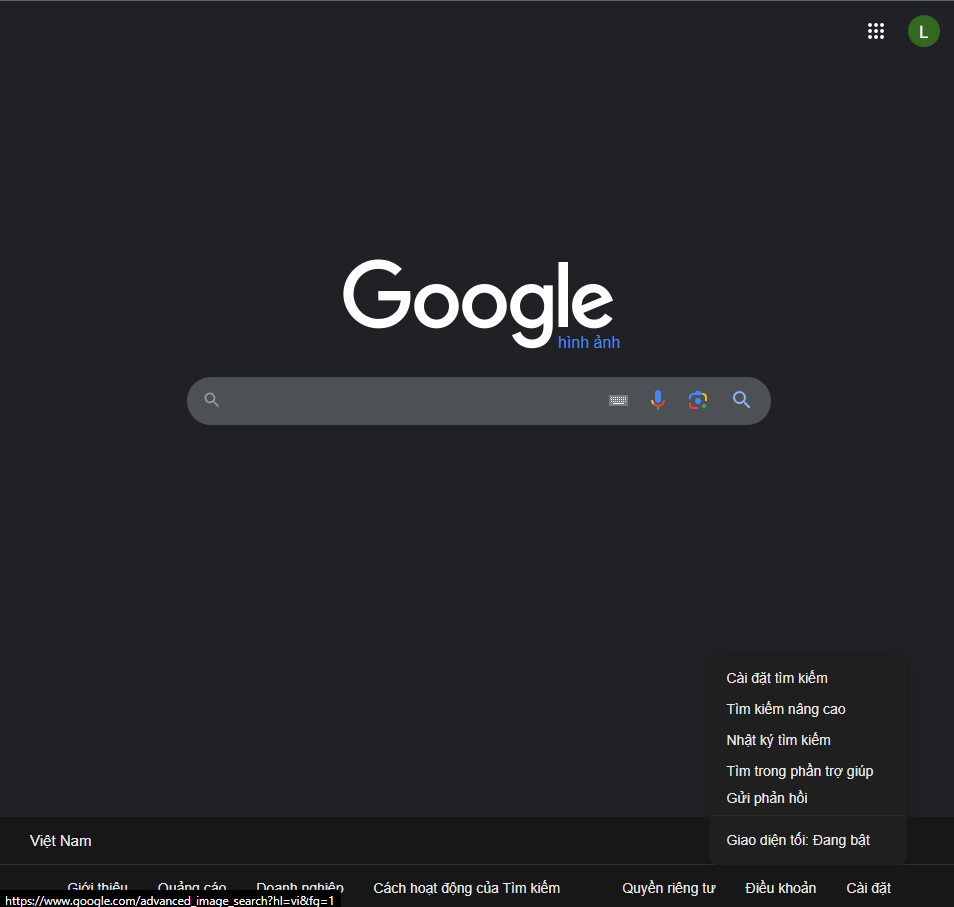 L
Google
hình ảnh
Cài đặt tìm kiếm
Tìm kiếm nâng cao
Nhật ký tìm kiếm
Tìm trong phần trợ giúp
Gửi phản hồi
Giao diện tối: Đang bật
Việt Nam
Giới thiệu Quảng cáo Doanh nghiệp Cách hoạt động của Tìm kiếm Quyền riêng tư Điều khoản Cài đặt
https://www.google.com/advanced_image_search?hl=vi&fg=1